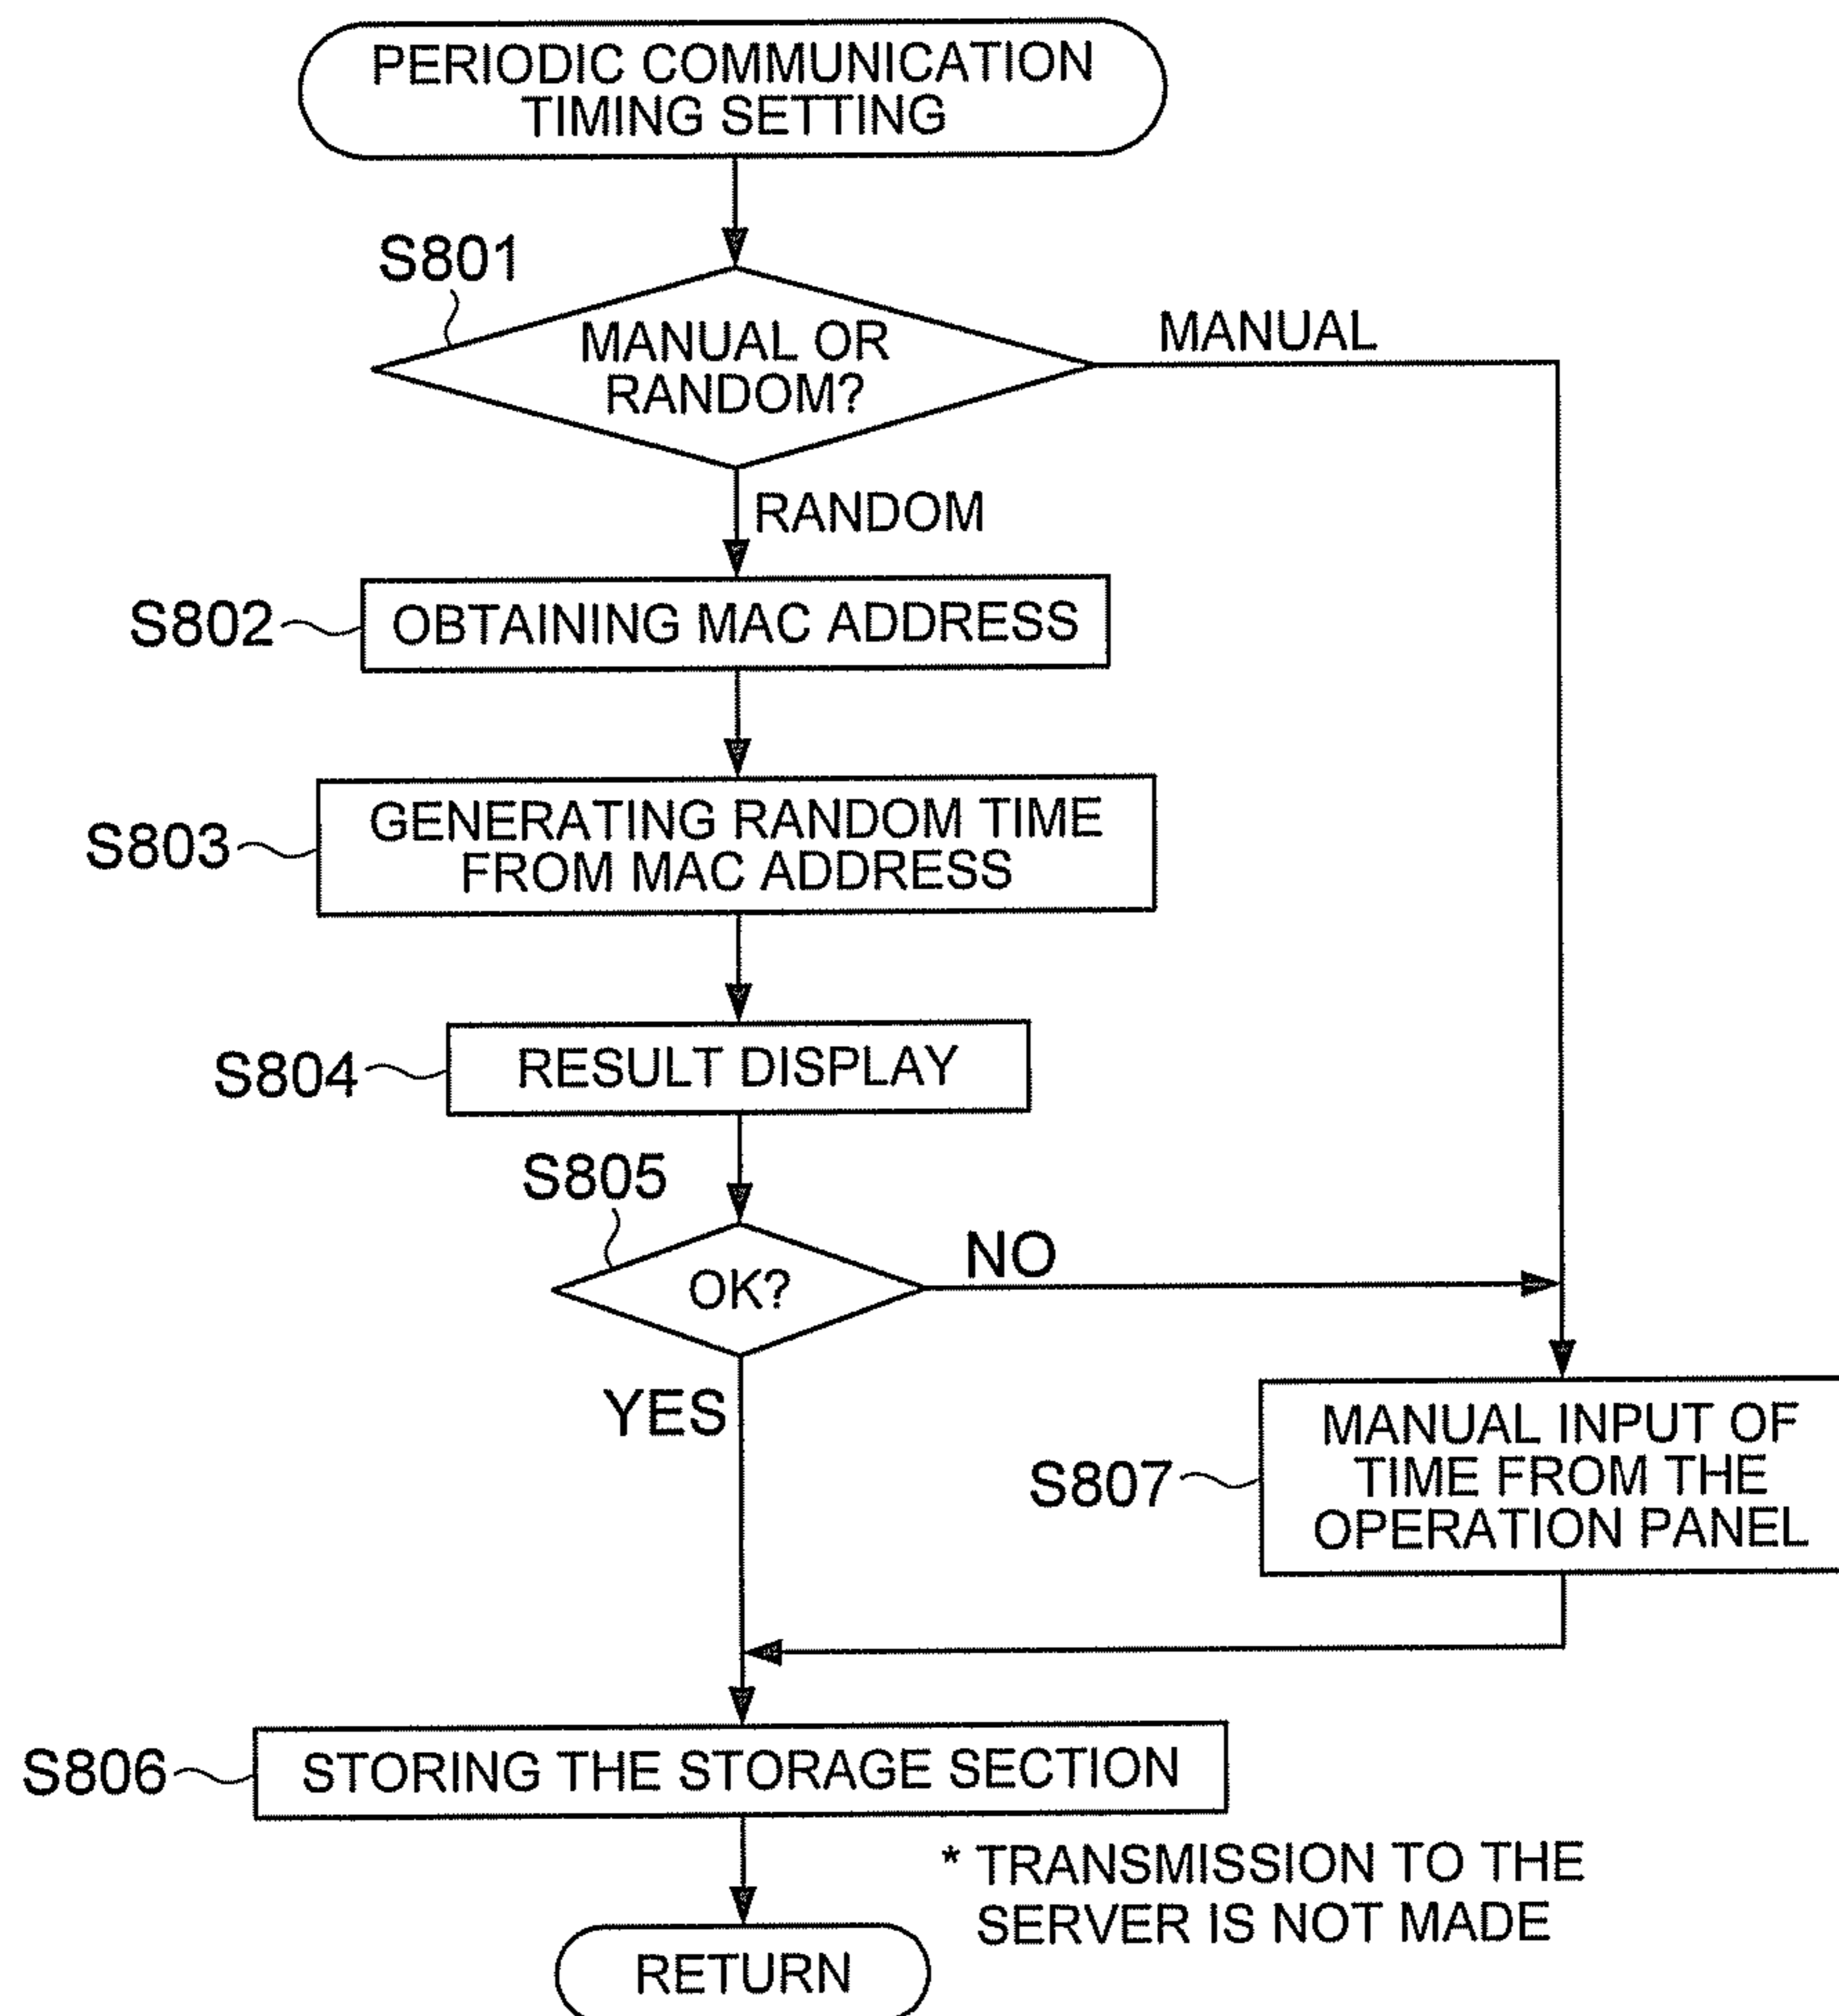 PERIODIC COMMUNICATION
TIMING SETTING
S801
MANUAL OR
RANDOM?
MANUAL
RANDOM
S802
OBTAINING MAC ADDRESS
S803
GENERATING RANDOM TIME
FROM MAC ADDRESS
S804
RESULT DISPLAY
S805
OK?
NO
YES
S807
MANUAL INPUT OF
TIME FROM THE
OPERATION PANEL
S806
STORING THE STORAGE SECTION
* TRANSMISSION TO THE
SERVER IS NOT MADE
RETURN